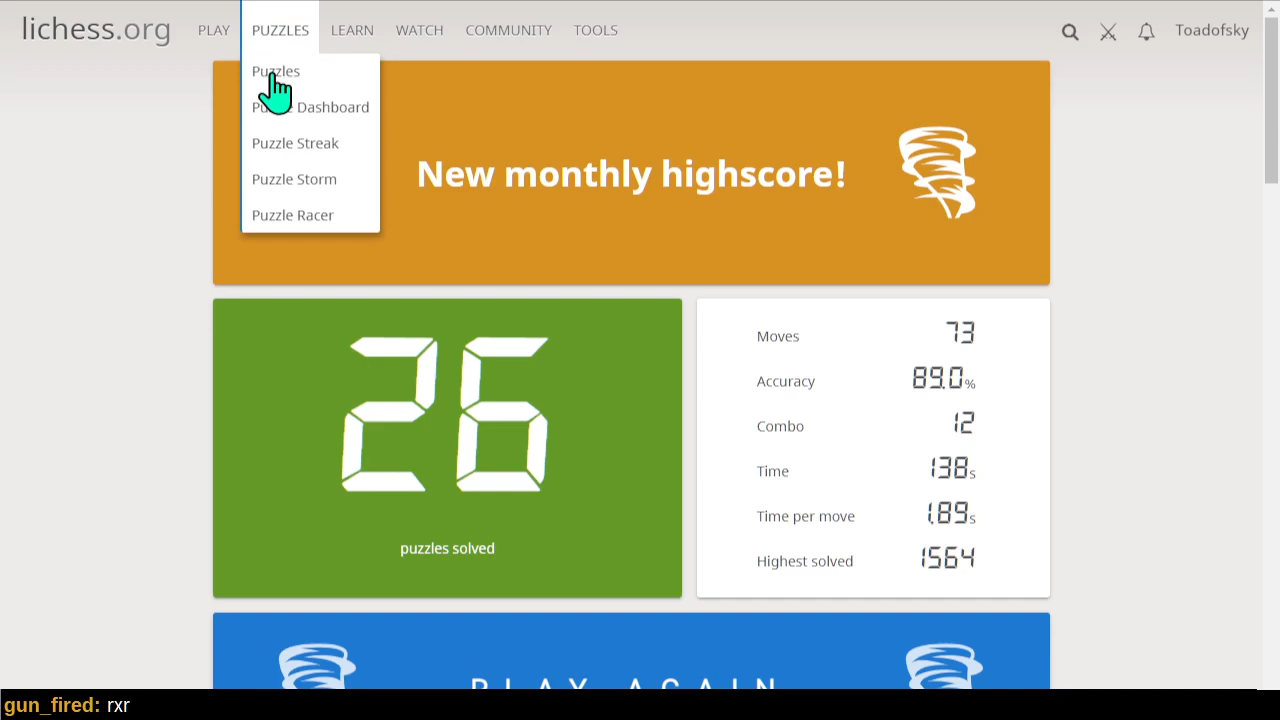 lichess.org PLAY PUZZLES LEARN WATCH COMMUNITY TOOLS Toadofsky
Puzzles
Dashboard
Puzzle Streak
Puzzle Storm
Puzzle Racer
New monthly highscore!
26
puzzles solved
Moves 73
Accuracy 89.0%
Combo 12
Time 138s
Time per move 1.89s
Highest solved 1564
PLAY AGAIN
gun_fired: rxr